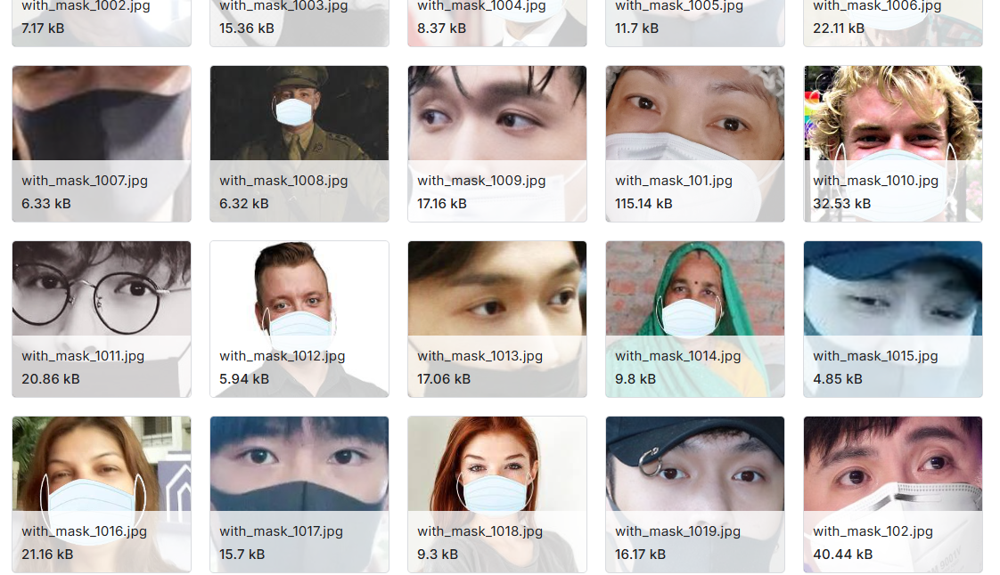 with_mask_1002.jpg
7.17 kB
with_mask_1003.jpg
15.36 kB
with_mask_1004.jpg
8.37 kB
with_mask_1005.jpg
11.7 kB
with_mask_1006.jpg
22.11 kB
with_mask_1007.jpg
6.33 kB
with_mask_1008.jpg
6.32 kB
with_mask_1009.jpg
17.16 kB
with_mask_101.jpg
115.14 kB
with_mask_1010.jpg
32.53 kB
with_mask_1011.jpg
20.86 kB
with_mask_1012.jpg
5.94 kB
with_mask_1013.jpg
17.06 kB
with_mask_1014.jpg
9.8 kB
with_mask_1015.jpg
4.85 kB
with_mask_1016.jpg
21.16 kB
with_mask_1017.jpg
15.7 kB
with_mask_1018.jpg
9.3 kB
with_mask_1019.jpg
16.17 kB
with_mask_102.jpg
40.44 kB